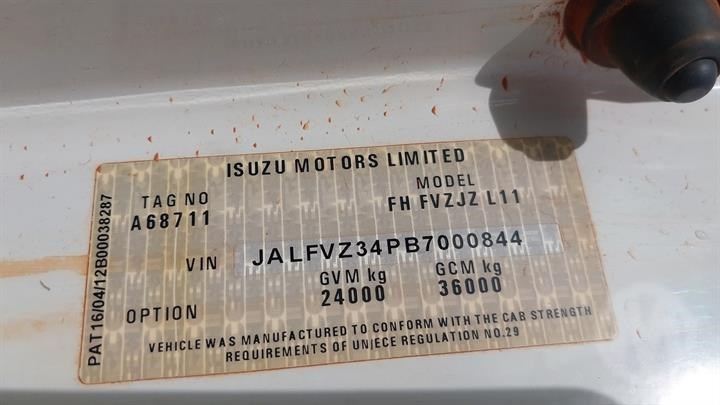 ISUZU MOTORS LIMITED
TAG NO
A68711
MODEL
FH FVZJZ L11
VIN
JALFVZ34PB7000844
GVM kg
24000
GCM kg
36000
OPTION
VEHICLE WAS MANUFACTURED TO CONFORM WITH THE CAB STRENGTH
REQUIREMENTS OF UN/ECE REGULATION NO.29
PAT16/04/12B00038287